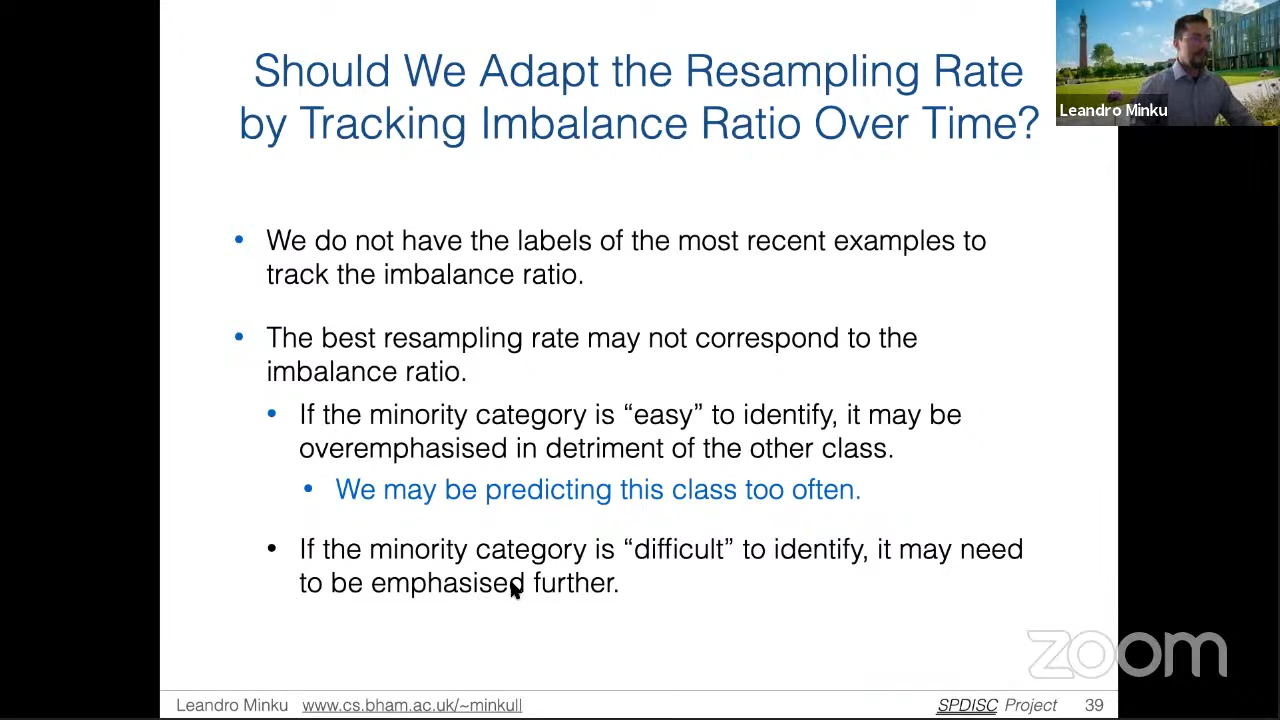 Should We Adapt the Resampling Rate
by Tracking Imbalance Ratio Over Time?
Leandro Minku
• We do not have the labels of the most recent examples to
track the imbalance ratio.
• The best resampling rate may not correspond to the
imbalance ratio.
• If the minority category is “easy” to identify, it may be
overemphasised in detriment of the other class.
• We may be predicting this class too often.
• If the minority category is “difficult” to identify, it may need
to be emphasised further.
zoom
Leandro Minku www.cs.bham.ac.uk/~minkull SPDISC Project 39